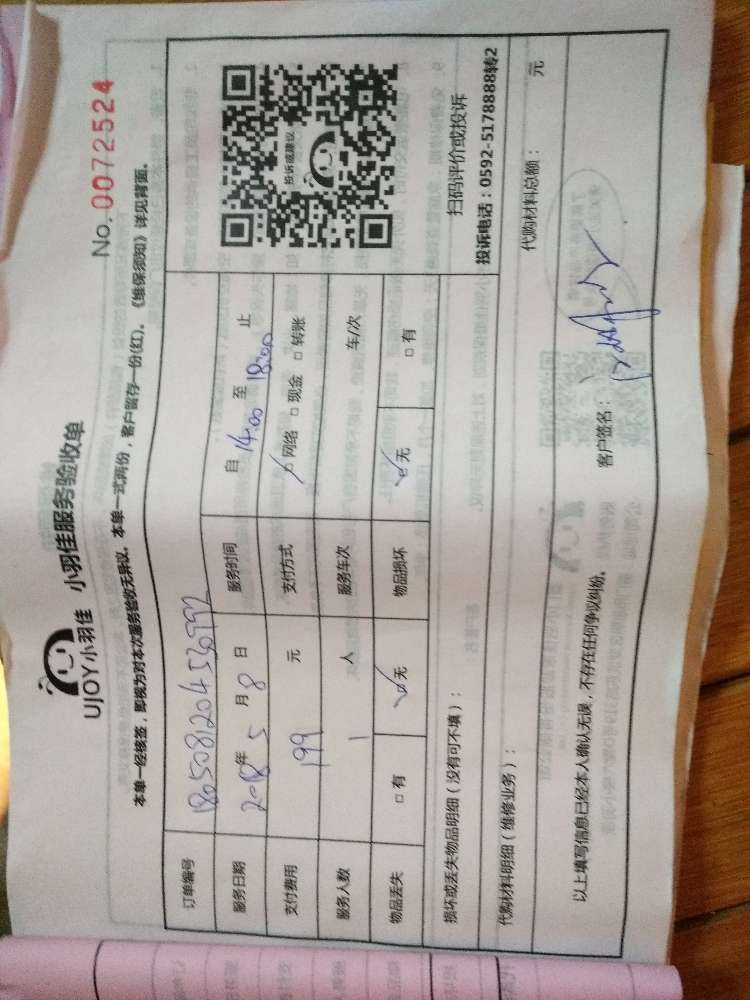 UJOY小羽佳
小羽佳服务验收单
No. 0072524
本单一经核签，即视为对本次服务验收无异议。本单一式两份，客户留存一份(红)。《维保须知》详见背面。
订单编号
服务日期 2018年 5月 8日 服务时间 自 14:00 至 18:00 止
支付费用 199 元 支付方式 网络 □ 现金 □ 转账
服务人数 1 人 服务车次 车/次
物品丢失 □ 有 无 物品损坏 无 □ 有
投诉或建议
扫码评价或投诉
投诉电话：0592-5178888转2
损坏或丢失物品明细（没有可不填）：
代购材料明细（维修业务）： 代购材料总额： 元
以上填写信息已经本人确认无误，不存在任何争议纠纷。 客户签名：